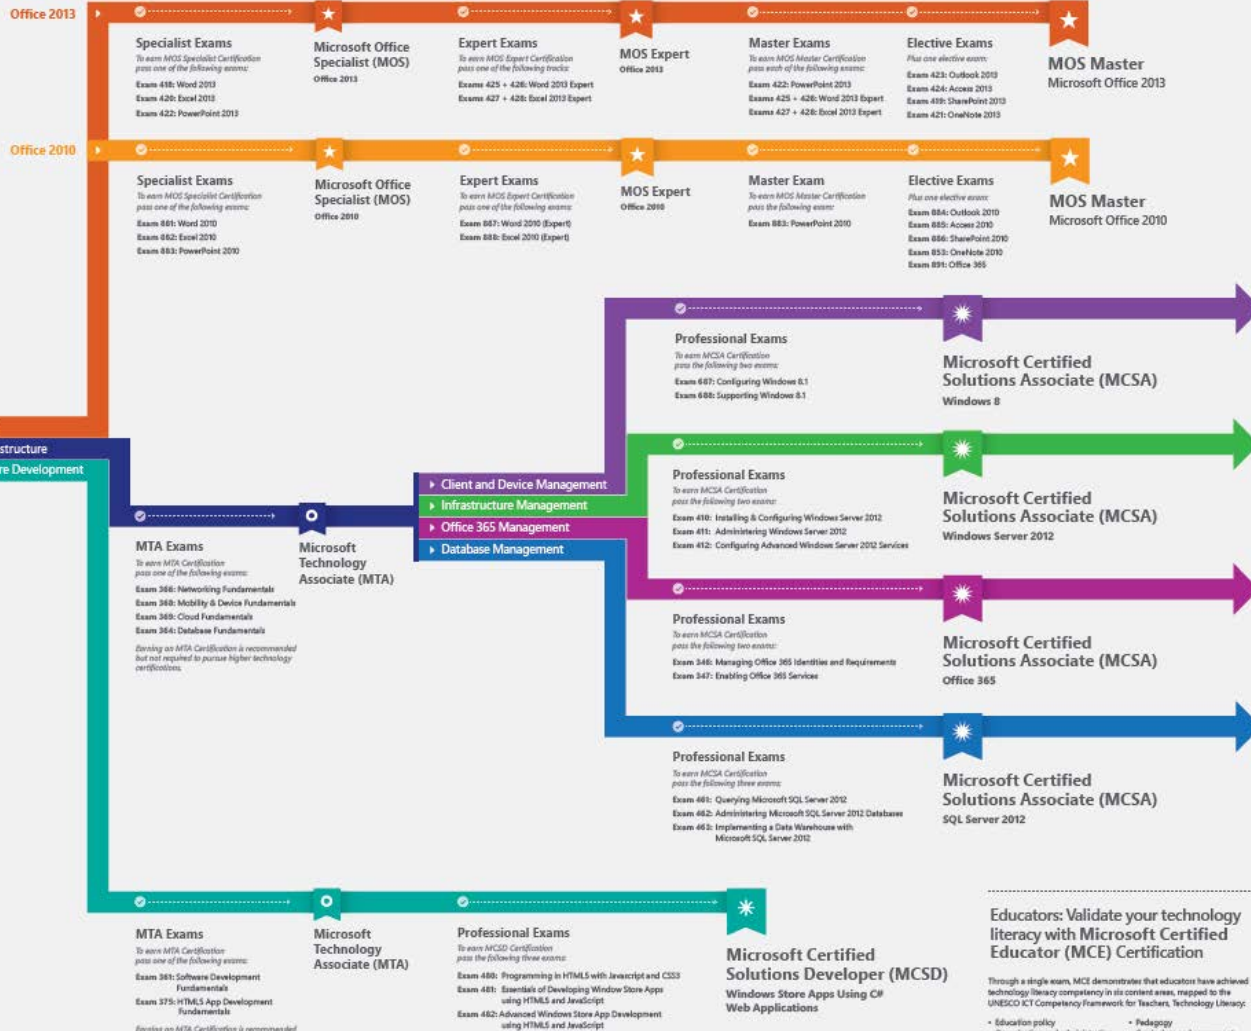 Office 2013
Specialist Exams
To earn MOS Specialist Certification
pass one of the following exams:
Exam 418: Word 2013
Exam 420: Excel 2013
Exam 422: PowerPoint 2013
Microsoft Office
Specialist (MOS)
Office 2013
Expert Exams
To earn MOS Expert Certification
pass one of the following tracks:
Exams 425 + 426: Word 2013 Expert
Exams 427 + 428: Excel 2013 Expert
MOS Expert
Office 2013
Master Exams
To earn MOS Master Certification
pass each of the following exams:
Exam 422: PowerPoint 2013
Exams 425 + 426: Word 2013 Expert
Exams 427 + 428: Excel 2013 Expert
Elective Exams
Plus one elective exam:
Exam 423: Outlook 2013
Exam 424: Access 2013
Exam 419: SharePoint 2013
Exam 421: OneNote 2013
MOS Master
Microsoft Office 2013
Office 2010
Specialist Exams
To earn MOS Specialist Certification
pass one of the following exams:
Exam 881: Word 2010
Exam 882: Excel 2010
Exam 883: PowerPoint 2010
Microsoft Office
Specialist (MOS)
Office 2010
Expert Exams
To earn MOS Expert Certification
pass one of the following exams:
Exam 887: Word 2010 (Expert)
Exam 888: Excel 2010 (Expert)
MOS Expert
Office 2010
Master Exam
To earn MOS Master Certification
pass the following exam:
Exam 883: PowerPoint 2010
Elective Exams
Plus one elective exam:
Exam 884: Outlook 2010
Exam 885: Access 2010
Exam 886: SharePoint 2010
Exam 853: OneNote 2010
Exam 891: Office 365
MOS Master
Microsoft Office 2010
Professional Exams
To earn MCSA Certification
pass the following two exams:
Exam 687: Configuring Windows 8.1
Exam 688: Supporting Windows 8.1
Microsoft Certified
Solutions Associate (MCSA)
Windows 8
structure
re Development
Client and Device Management
Infrastructure Management
Office 365 Management
Database Management
Professional Exams
To earn MCSA Certification
pass the following two exams:
Exam 410: Installing & Configuring Windows Server 2012
Exam 411: Administering Windows Server 2012
Exam 412: Configuring Advanced Windows Server 2012 Services
Microsoft Certified
Solutions Associate (MCSA)
Windows Server 2012
MTA Exams
To earn MTA Certification
pass one of the following exams:
Exam 366: Networking Fundamentals
Exam 368: Mobility & Device Fundamentals
Exam 369: Cloud Fundamentals
Exam 364: Database Fundamentals
Earning an MTA Certification is recommended
but not required to pursue higher technology
certifications.
Microsoft
Technology
Associate (MTA)
Professional Exams
To earn MCSA Certification
pass the following two exams:
Exam 346: Managing Office 365 Identities and Requirements
Exam 347: Enabling Office 365 Services
Microsoft Certified
Solutions Associate (MCSA)
Office 365
Professional Exams
To earn MCSA Certification
pass the following three exams:
Exam 461: Querying Microsoft SQL Server 2012
Exam 462: Administering Microsoft SQL Server 2012 Databases
Exam 463: Implementing a Data Warehouse with
Microsoft SQL Server 2012
Microsoft Certified
Solutions Associate (MCSA)
SQL Server 2012
MTA Exams
To earn MTA Certification
pass one of the following exams:
Exam 361: Software Development
Fundamentals
Exam 375: HTML5 App Development
Fundamentals
Earning an MTA Certification is recommended
Microsoft
Technology
Associate (MTA)
Professional Exams
To earn MCSD Certification
pass the following three exams:
Exam 480: Programming in HTML5 with Javascript and CSS3
Exam 481: Essentials of Developing Window Store Apps
using HTML5 and JavaScript
Exam 482: Advanced Windows Store App Development
using HTML5 and JavaScript
Microsoft Certified
Solutions Developer (MCSD)
Windows Store Apps Using C#
Web Applications
Educators: Validate your technology
literacy with Microsoft Certified
Educator (MCE) Certification
Through a single exam, MCE demonstrates that educators have achieved
technology literacy competency in six content areas, mapped to the
UNESCO ICT Competency Framework for Teachers, Technology Literacy:
• Education policy
• Pedagogy